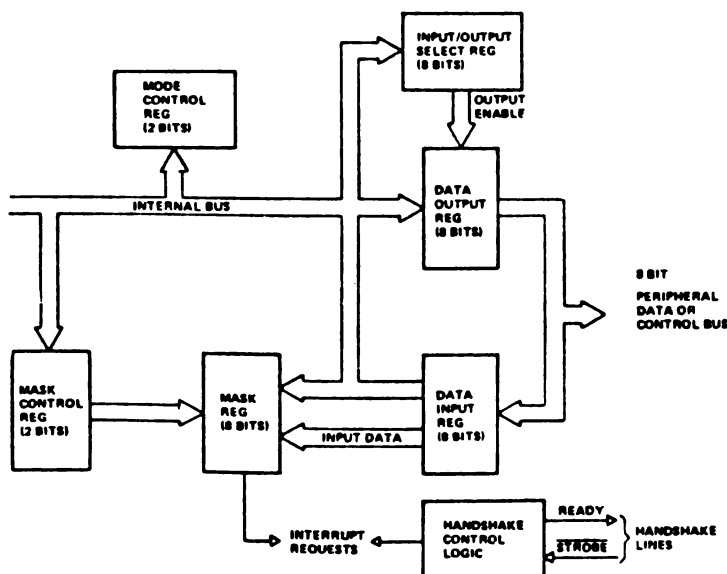 INPUT/OUTPUT
SELECT REG
(8 BITS)
MODE
CONTROL
REG
(2 BITS)
OUTPUT
ENABLE
DATA
OUTPUT
REG
(8 BITS)
INTERNAL BUS
8 BIT
PERIPHERAL
DATA OR
CONTROL BUS
MASK
CONTROL
REG
(2 BITS)
MASK
REG
(8 BITS)
DATA
INPUT
REG
(8 BITS)
INPUT DATA
INTERRUPT
REQUESTS
HANDSHAKE
CONTROL
LOGIC
READY
STROBE
HANDSHAKE
LINES